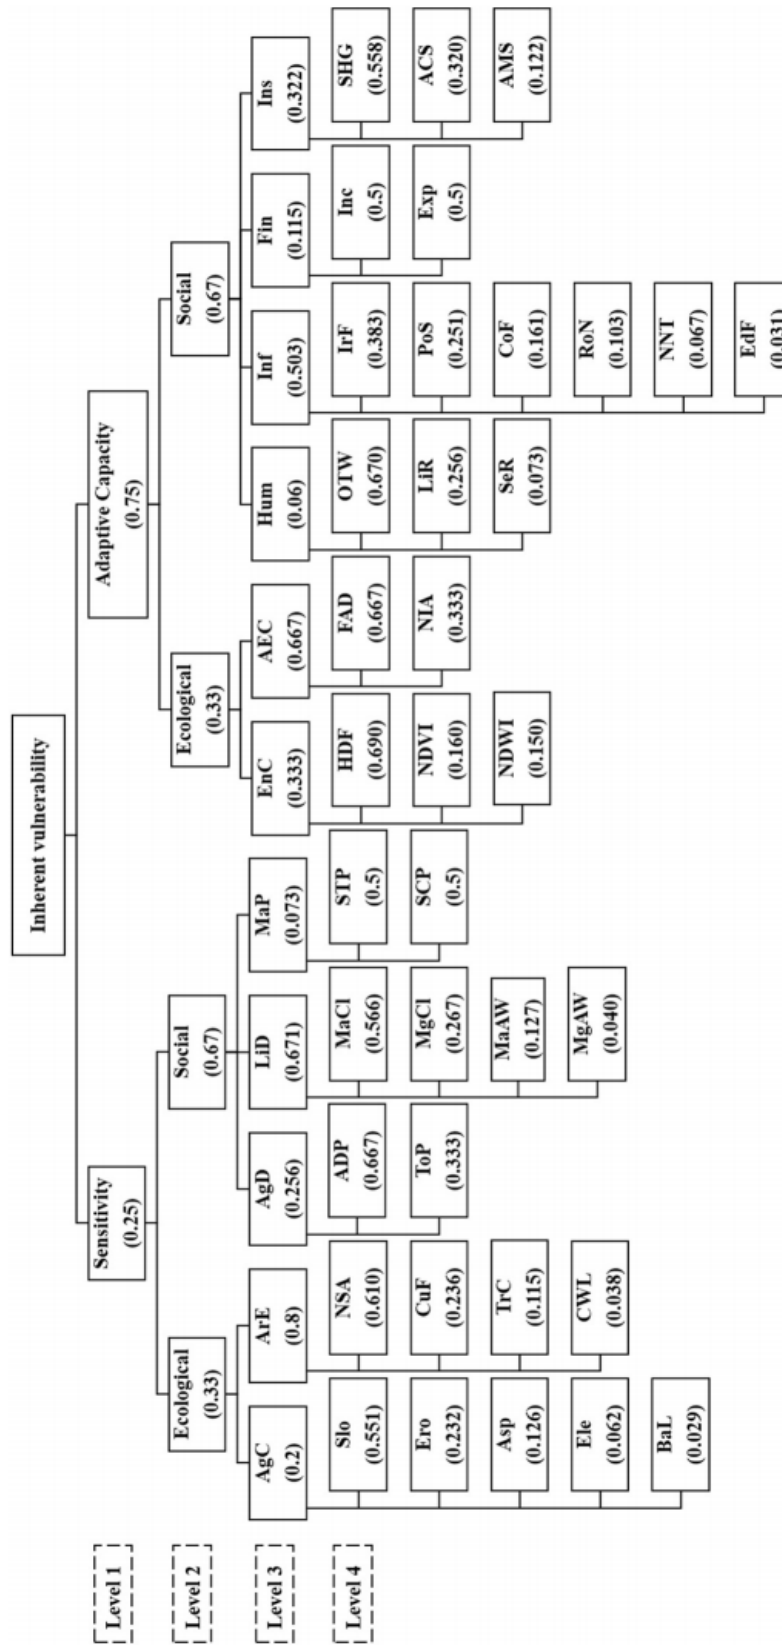 Inherent vulnerability
Level 1
Sensitivity
(0.25)
Adaptive Capacity
(0.75)
Level 2
Ecological
(0.33)
Social
(0.67)
Ecological
(0.33)
Social
(0.67)
Level 3
AgC
(0.2)
ArE
(0.8)
AgD
(0.256)
LiD
(0.671)
MaP
(0.073)
EnC
(0.333)
AEC
(0.667)
Hum
(0.06)
Inf
(0.503)
Fin
(0.115)
Ins
(0.322)
Level 4
Slo
(0.551)
Ero
(0.232)
Asp
(0.126)
Ele
(0.062)
BaL
(0.029)
NSA
(0.610)
CuF
(0.236)
TrC
(0.115)
CWL
(0.038)
ADP
(0.667)
ToP
(0.333)
MaCl
(0.566)
MgCl
(0.267)
MaAW
(0.127)
MgAW
(0.040)
STP
(0.5)
SCP
(0.5)
HDF
(0.690)
NDVI
(0.160)
NDWI
(0.150)
FAD
(0.667)
NIA
(0.333)
OTW
(0.670)
LiR
(0.256)
SeR
(0.073)
IrF
(0.383)
PoS
(0.251)
CoF
(0.161)
RoN
(0.103)
NNT
(0.067)
EdF
(0.031)
Inc
(0.5)
Exp
(0.5)
SHG
(0.558)
ACS
(0.320)
AMS
(0.122)